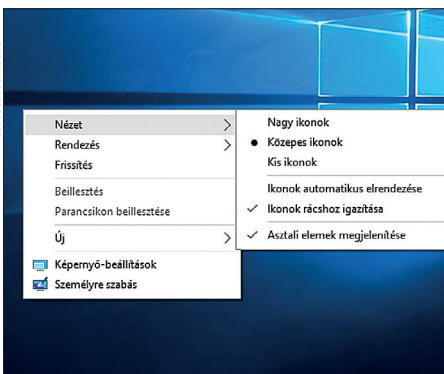 Nézet
Rendezés
Frissítés
Beillesztés
Parancsikon beillesztése
Új
Képernyő-beállítások
Személyre szabás
Nagy ikonok
Közepes ikonok
Kis ikonok
Ikonok automatikus elrendezése
Ikonok rácshoz igazítása
Asztali elemek megjelenítése